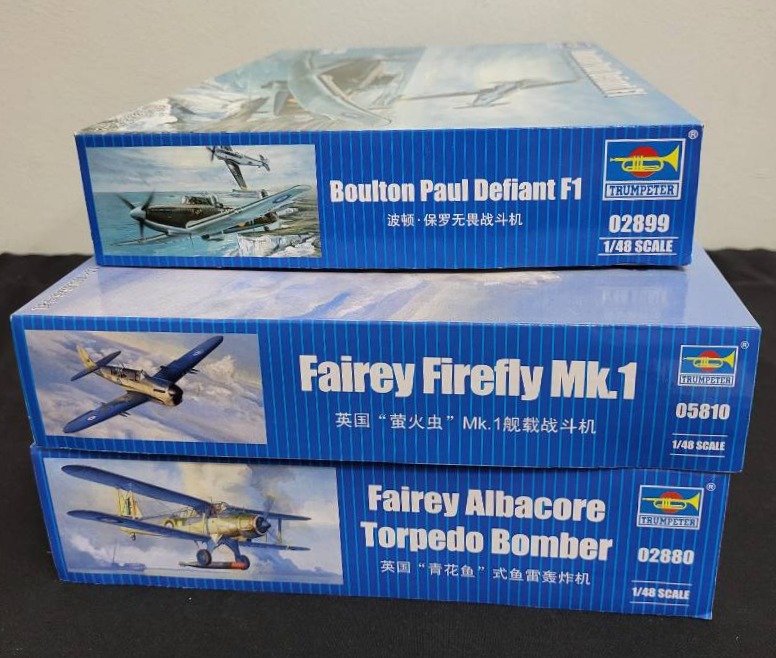 Boulton Paul Defiant F1
波顿·保罗无畏战斗机
®
TRUMPETER
02899
1/48 SCALE
Fairey Firefly Mk.1
英国“萤火虫”Mk.1舰载战斗机
®
TRUMPETER
05810
1/48 SCALE
Fairey Albacore
Torpedo Bomber
英国“青花鱼”式鱼雷轰炸机
®
TRUMPETER
02880
1/48 SCALE